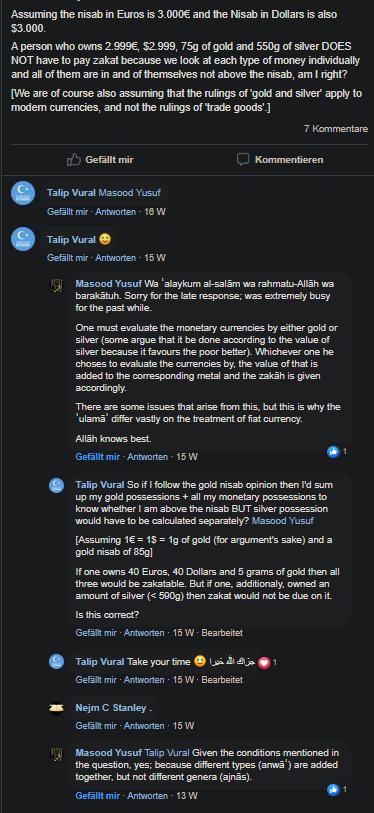 Assuming the nisab in Euros is 3.000€ and the Nisab in Dollars is also
$3.000.
A person who owns 2.999€, $2.999, 75g of gold and 550g of silver DOES
NOT have to pay zakat because we look at each type of money individually
and all of them are in and of themselves not above the nisab, am I right?
[We are of course also assuming that the rulings of 'gold and silver' apply to
modern currencies, and not the rulings of 'trade goods'.]
7 Kommentare
Gefällt mir
Kommentieren
Talip Vural Masood Yusuf
Gefällt mir · Antworten · 16 W
Talip Vural 😉
Gefällt mir · Antworten · 15 W
Masood Yusuf Wa ʿalaykum al-salām wa rahmatu-Allāh wa
barakātuh. Sorry for the late response; was extremely busy
for the past while.
One must evaluate the monetary currencies by either gold or
silver (some argue that it be done according to the value of
silver because it favours the poor better). Whichever one he
choses to evaluate the currencies by, the value of that is
added to the corresponding metal and the zakāh is given
accordingly.
There are some issues that arise from this, but this is why the
ʿulamāʾ differ vastly on the treatment of fiat currency.
Allāh knows best.
Gefällt mir · Antworten · 15 W
1
Talip Vural So if I follow the gold nisab opinion then I'd sum
up my gold possessions + all my monetary possessions to
know whether I am above the nisab BUT silver possession
would have to be calculated separately? Masood Yusuf
[Assuming 1€ = 1$ = 1g of gold (for argument's sake) and a
gold nisab of 85g]
If one owns 40 Euros, 40 Dollars and 5 grams of gold then all
three would be zakatable. But if one, additionaly, owned an
amount of silver (< 590g) then zakat would not be due on it.
Is this correct?
Gefällt mir · Antworten · 15 W · Bearbeitet
Talip Vural Take your time 😉 جزاك الله خيرا
1
Gefällt mir · Antworten · 15 W · Bearbeitet
Nejm C Stanley .
Gefällt mir · Antworten · 15 W
Masood Yusuf Talip Vural Given the conditions mentioned in
the question, yes; because different types (anwāʿ) are added
together, but not different genera (ajnās).
Gefällt mir · Antworten · 13 W
1